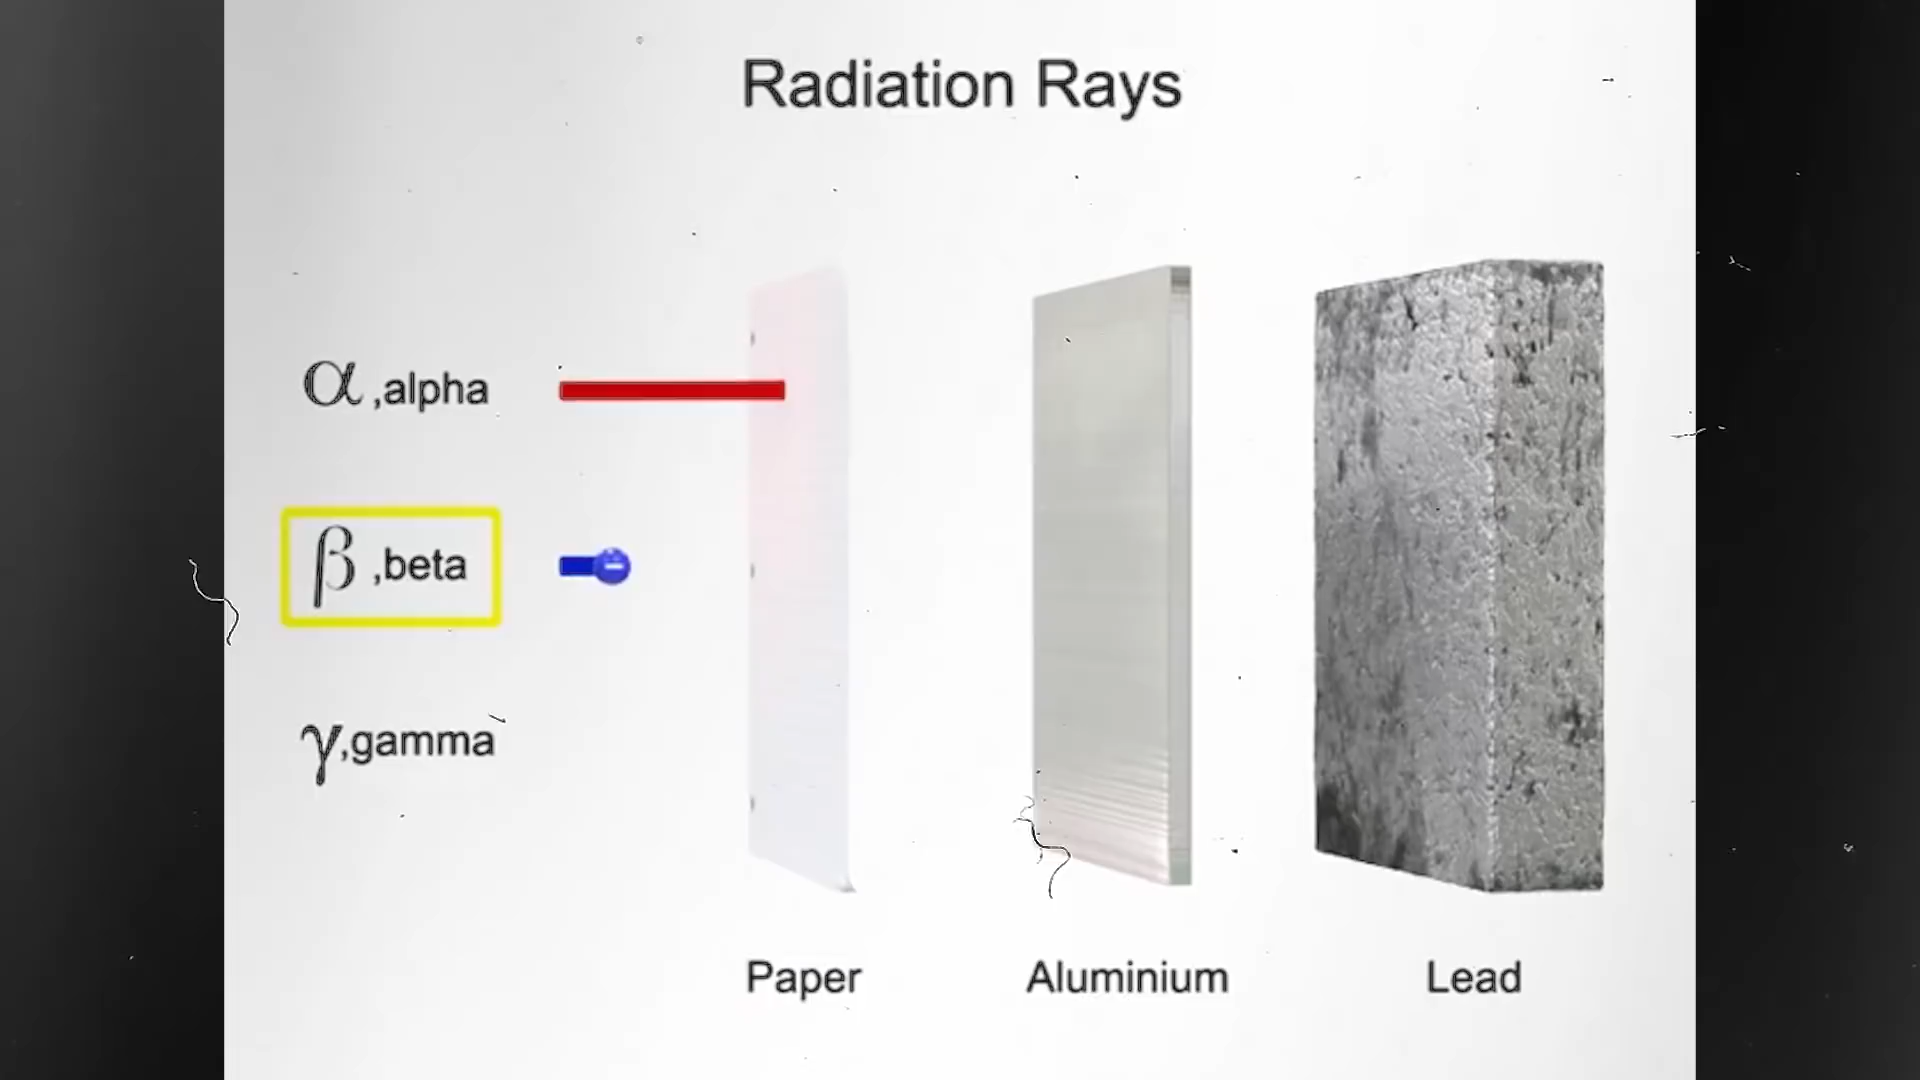 Radiation Rays
α ,alpha
β ,beta
γ,gamma
Paper
Aluminium
Lead